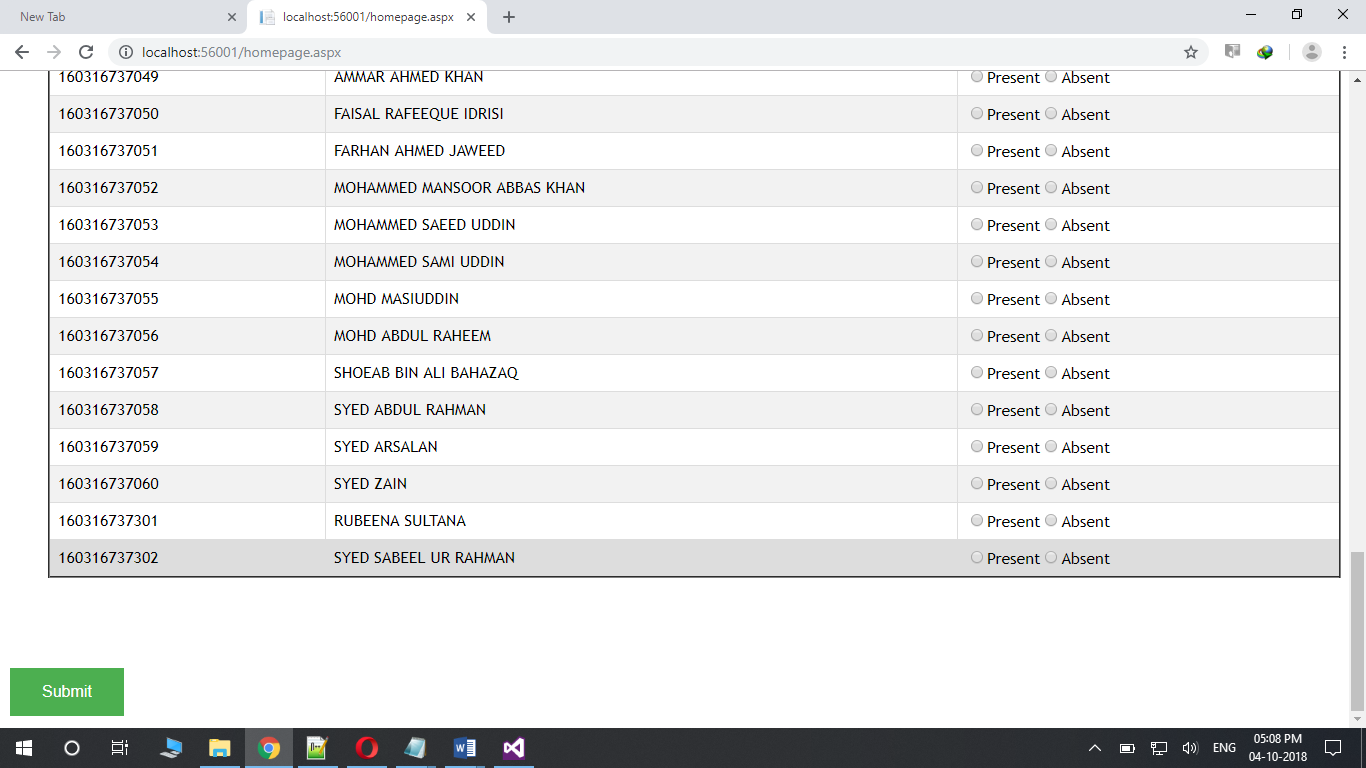 New Tab
localhost:56001/homepage.aspx
localhost:56001/homepage.aspx
160316737049 AMMAR AHMED KHAN Present Absent
160316737050 FAISAL RAFEEQUE IDRISI Present Absent
160316737051 FARHAN AHMED JAWEED Present Absent
160316737052 MOHAMMED MANSOOR ABBAS KHAN Present Absent
160316737053 MOHAMMED SAEED UDDIN Present Absent
160316737054 MOHAMMED SAMI UDDIN Present Absent
160316737055 MOHD MASIUDDIN Present Absent
160316737056 MOHD ABDUL RAHEEM Present Absent
160316737057 SHOEAB BIN ALI BAHAZAQ Present Absent
160316737058 SYED ABDUL RAHMAN Present Absent
160316737059 SYED ARSALAN Present Absent
160316737060 SYED ZAIN Present Absent
160316737301 RUBEENA SULTANA Present Absent
160316737302 SYED SABEEL UR RAHMAN Present Absent
Submit
ENG
05:08 PM
04-10-2018